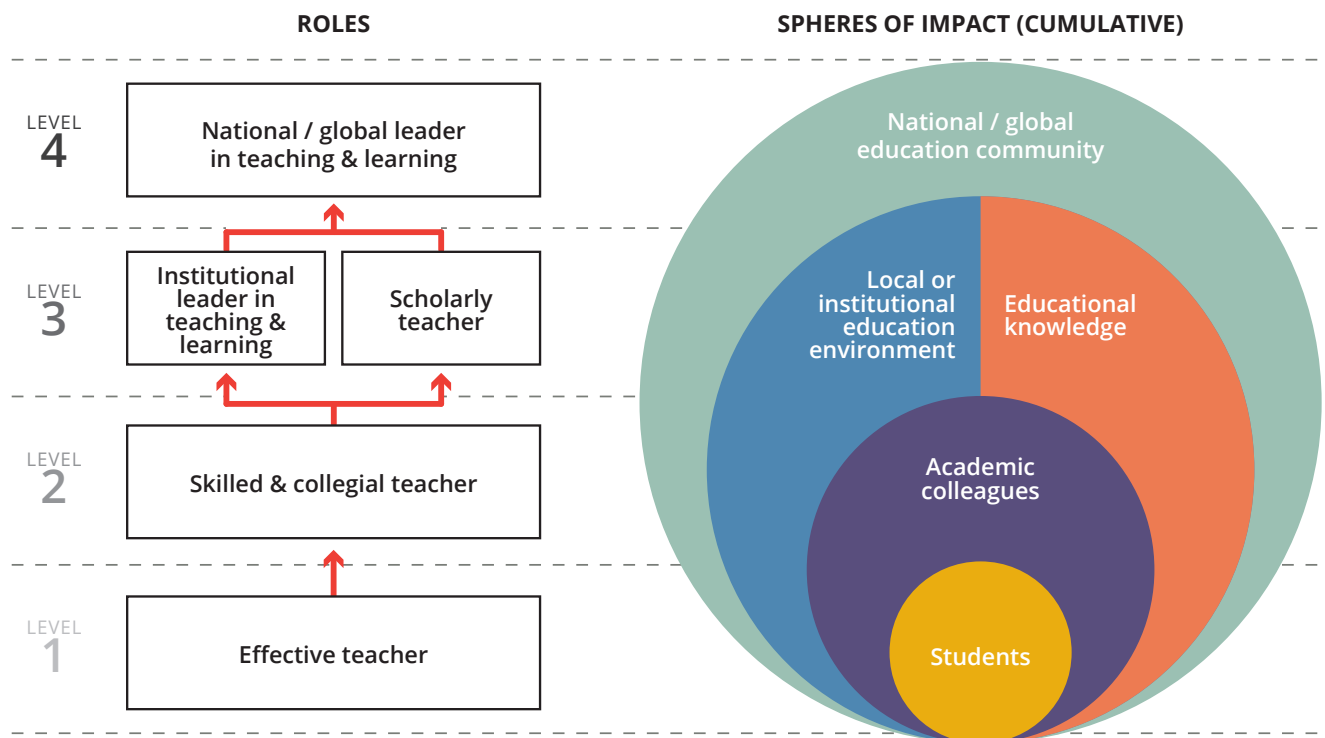 ROLES
SPHERES OF IMPACT (CUMULATIVE)
LEVEL
4
National / global leader
in teaching & learning
National / global
education community
LEVEL
3
Institutional
leader in
teaching &
learning
Scholarly
teacher
Local or
institutional
education
environment
Educational
knowledge
LEVEL
2
Skilled & collegial teacher
Academic
colleagues
LEVEL
1
Effective teacher
Students